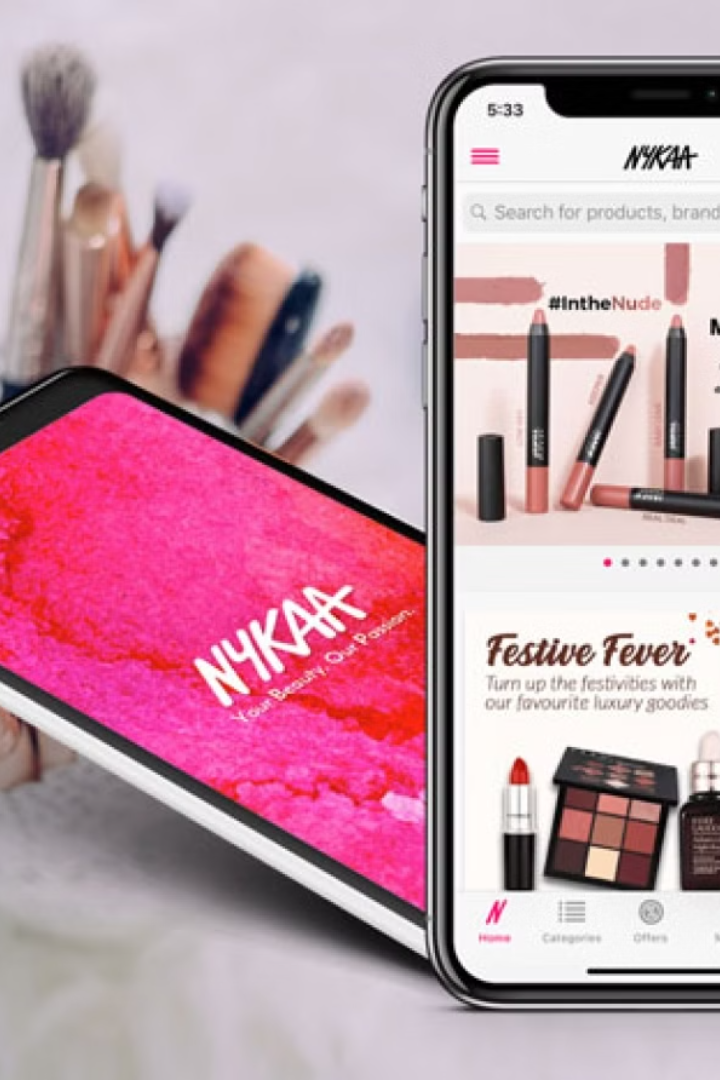 5:33
NYKAA
Search for products, brand
#IntheNude
M
NYKAA
Your Beauty. Our Passion.
Festive Fever
Turn up the festivities with
our favourite luxury goodies
Home
Categories
Offers